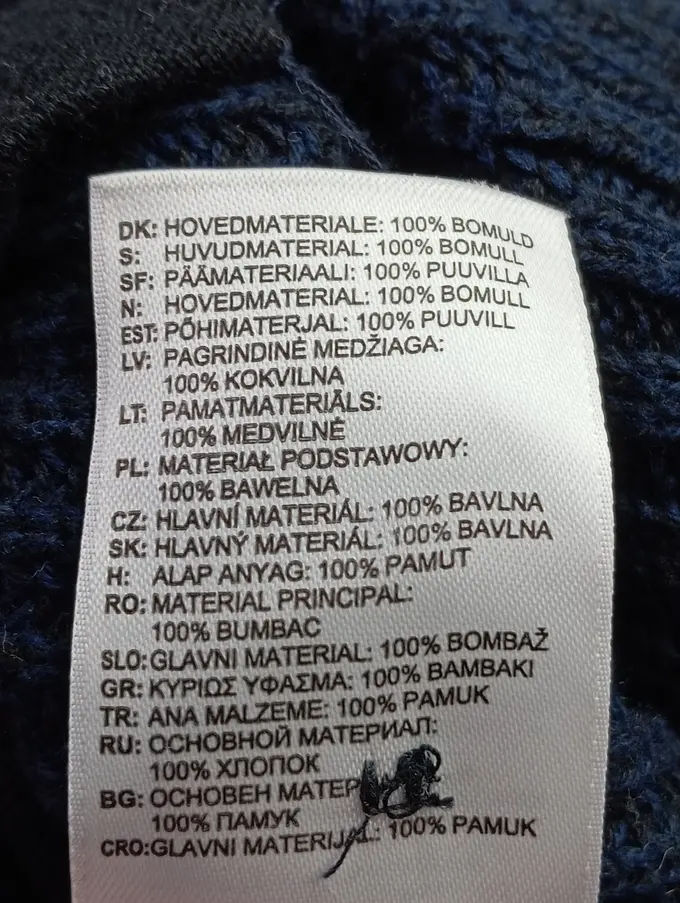 DK: HOVEDMATERIALE: 100% BOMULD
S: HUVUDMATERIAL: 100% BOMULL
SF: PÄÄMATERIAALI: 100% PUUVILLA
N: HOVEDMATERIAL: 100% BOMULL
EST: PÕHIMATERJAL: 100% PUUVILL
LV: PAGRINDINĖ MEDŽIAGA:
100% KOKVILNA
LT: PAMATMATERIĀLS:
100% MEDVILNĖ
PL: MATERIAŁ PODSTAWOWY:
100% BAWEŁNA
CZ: HLAVNÍ MATERIÁL: 100% BAVLNA
SK: HLAVNÝ MATERIÁL: 100% BAVLNA
H: ALAP ANYAG: 100% PAMUT
RO: MATERIAL PRINCIPAL:
100% BUMBAC
SLO: GLAVNI MATERIAL: 100% BOMBAŽ
GR: ΚΥΡΙΩΣ ΥΦΑΣΜΑ: 100% ΒΑΜΒΑΚΙ
TR: ANA MALZEME: 100% PAMUK
RU: ОСНОВНОЙ МАТЕРИАЛ:
100% ХЛОПОК
BG: ОСНОВЕН
100% ПАМУК
CRO: GLAVNI MATERIJAL: 100% PAMUK